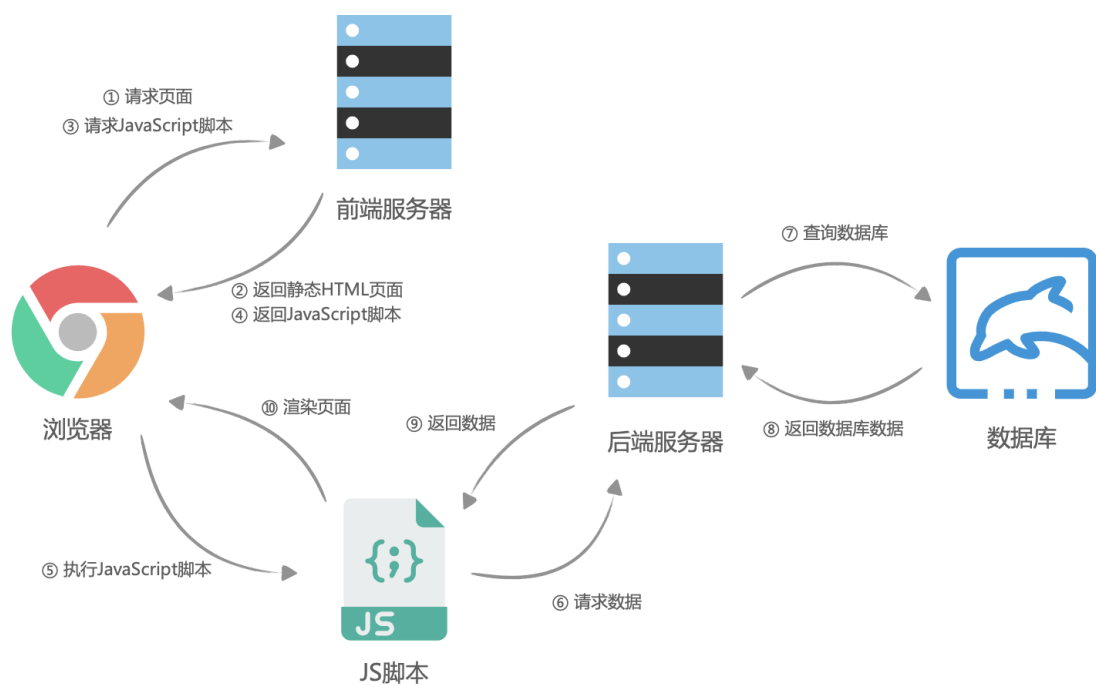 ① 请求页面
③ 请求JavaScript脚本
前端服务器
② 返回静态HTML页面
④ 返回JavaScript脚本
⑦ 查询数据库
浏览器
⑩ 渲染页面
⑨ 返回数据
后端服务器
⑧ 返回数据库数据
数据库
⑤ 执行JavaScript脚本
{;}
⑥ 请求数据
JS
JS脚本